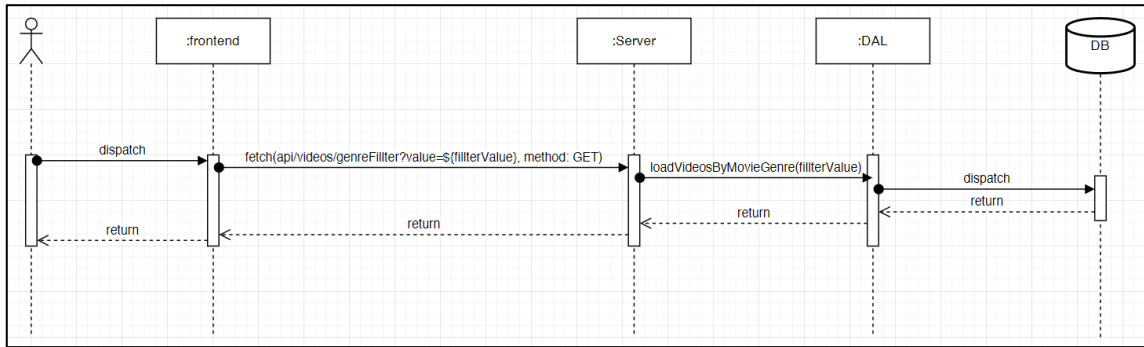 :frontend
:Server
:DAL
DB
dispatch
fetch(api/videos/genreFillter?value=${fillterValue}, method: GET)
loadVideosByMovieGenre(fillterValue)
dispatch
return
return
return
return